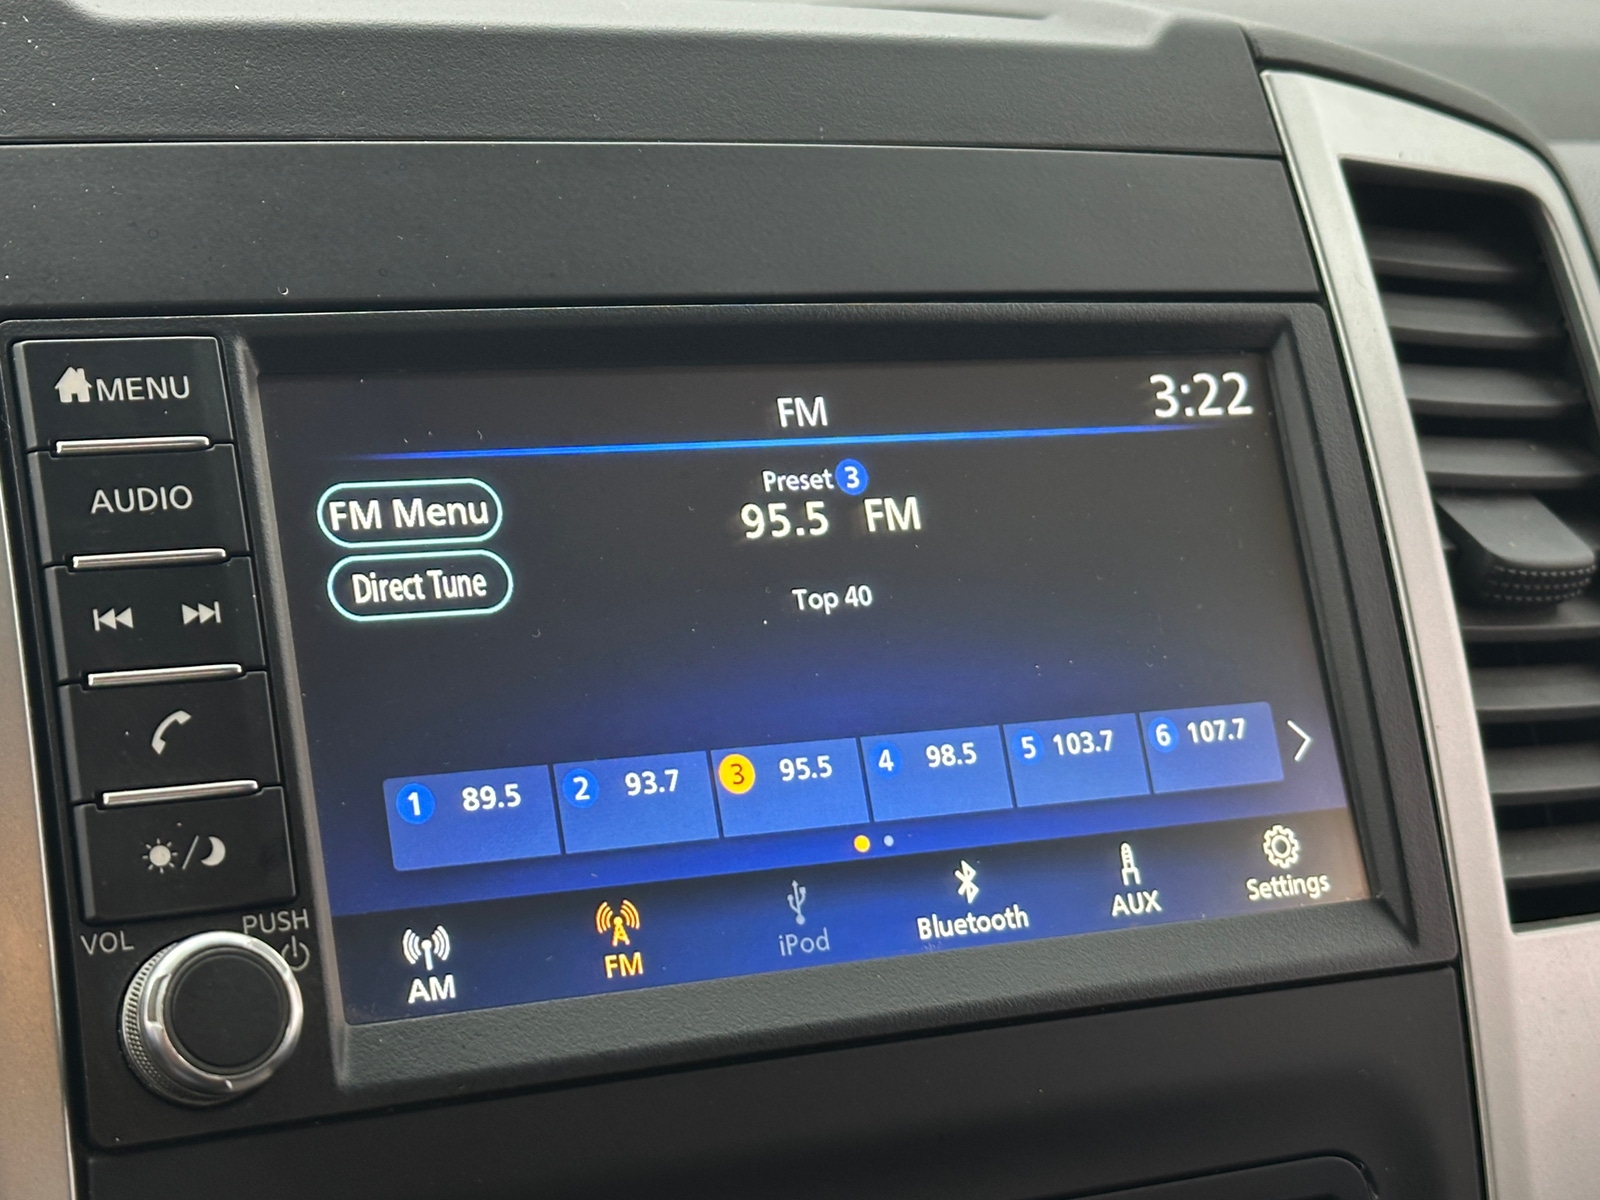 MENU
AUDIO
VOL
PUSH
FM
3:22
FM Menu
Direct Tune
Preset 3
95.5 FM
Top 40
1 89.5
2 93.7
3 95.5
4 98.5
5 103.7
6 107.7
AM
FM
iPod
Bluetooth
AUX
Settings